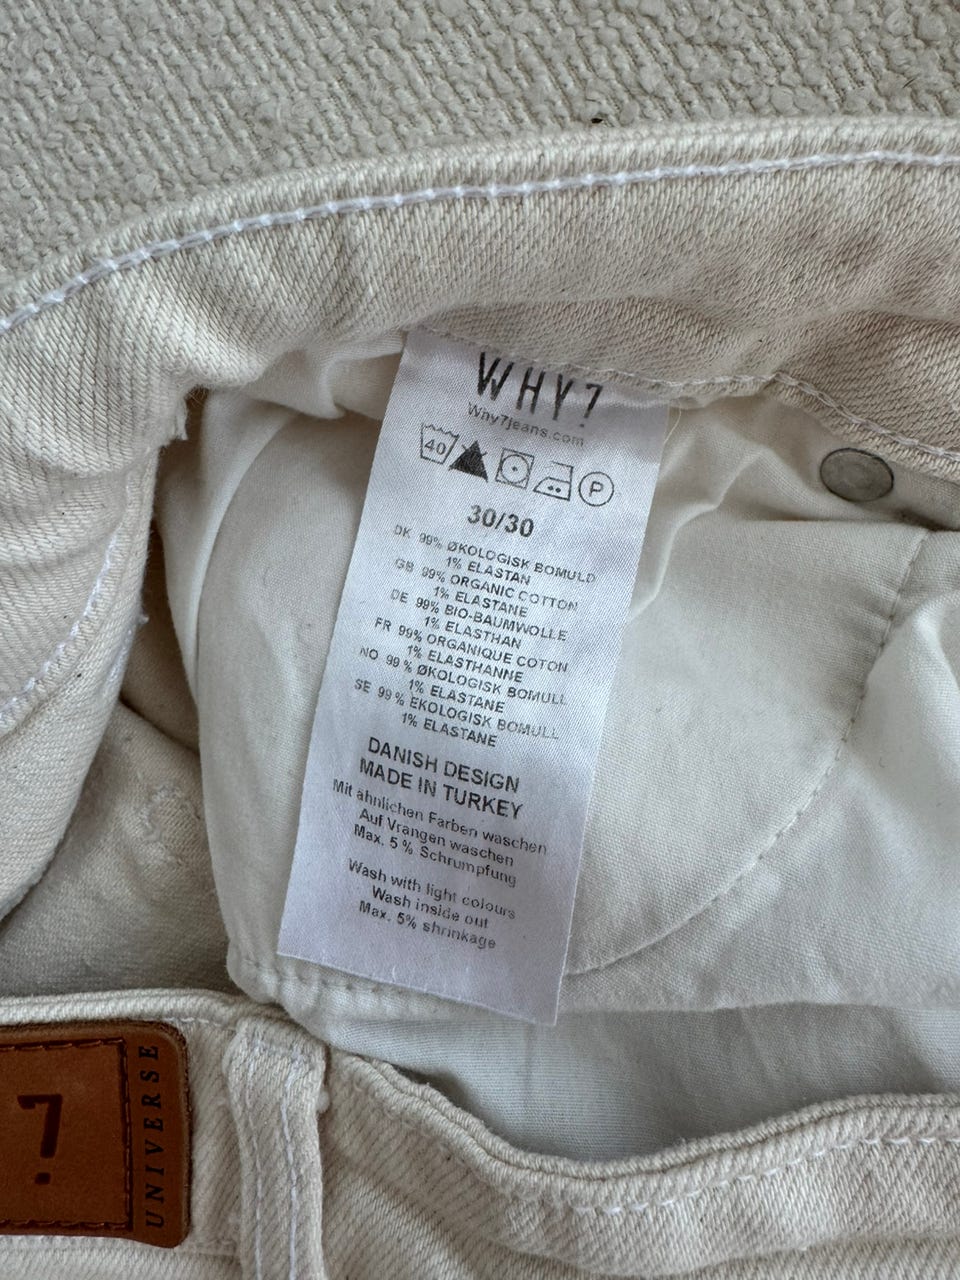 WHY7
Why7jeans.com
40
P
30/30
DK 99% ØKOLOGISK BOMULD
1% ELASTAN
GB 99% ORGANIC COTTON
1% ELASTANE
DE 99% BIO-BAUMWOLLE
1% ELASTHAN
FR 99% ORGANIQUE COTON
1% ELASTHANNE
NO 99% ØKOLOGISK BOMULL
1% ELASTANE
SE 99% EKOLOGISK BOMULL
1% ELASTANE
DANISH DESIGN
MADE IN TURKEY
Mit ähnlichen Farben waschen
Auf Vrangen waschen
Max. 5% Schrumpfung
Wash with light colours
Wash inside out
Max. 5% shrinkage
7
UNIVERSE